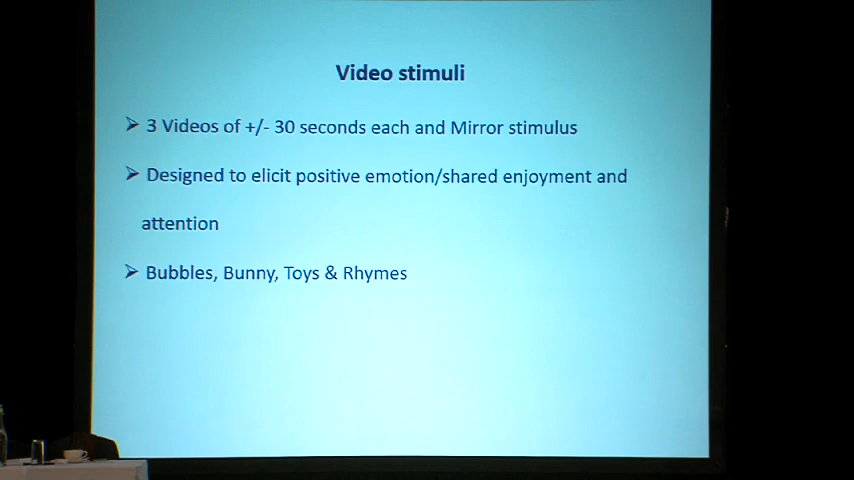 Video stimuli
➢ 3 Videos of +/- 30 seconds each and Mirror stimulus
➢ Designed to elicit positive emotion/shared enjoyment and
attention
➢ Bubbles, Bunny, Toys & Rhymes